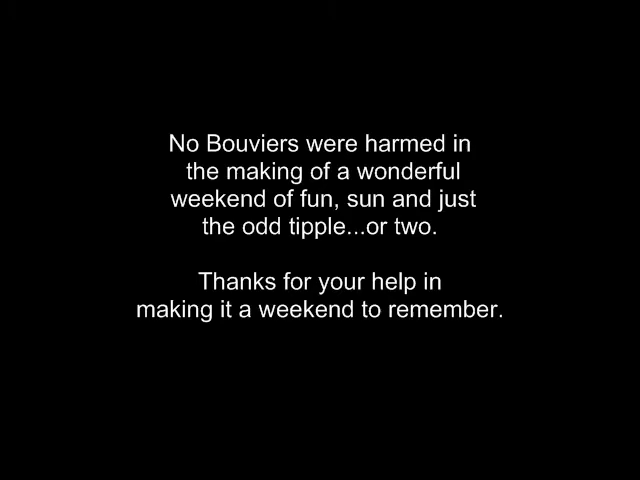 No Bouviers were harmed in
the making of a wonderful
weekend of fun, sun and just
the odd tipple...or two.
Thanks for your help in
making it a weekend to remember.